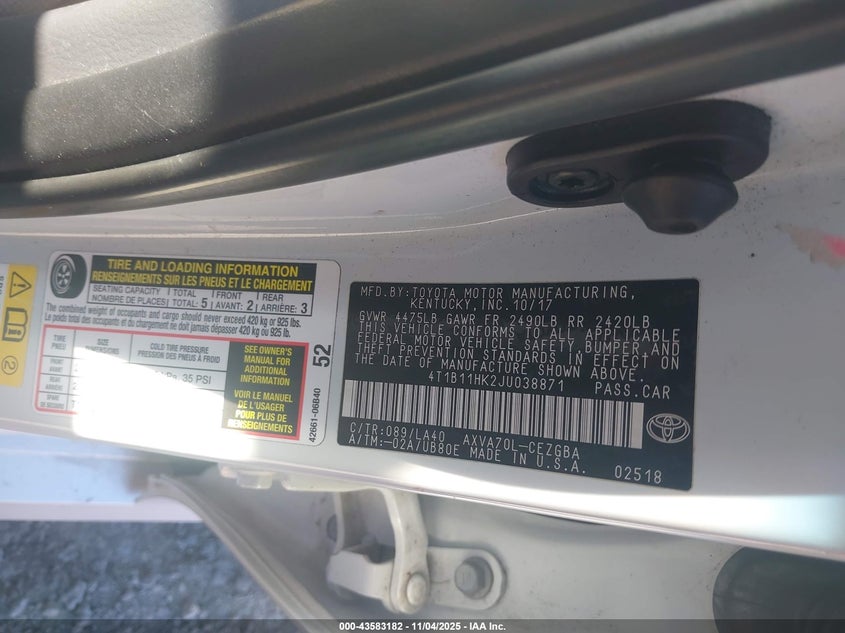 TIRE AND LOADING INFORMATION
RENSEIGNEMENTS SUR LES PNEUS ET LE CHARGEMENT
SEATING CAPACITY TOTAL FRONT REAR
NOMBRE DE PLACES TOTAL: 5 AVANT: 2 ARRIÈRE: 3
The combined weight of occupants and cargo should never exceed 420 kg or 925 lbs.
Le poids total des occupants et du chargement ne doit jamais dépasser 420 kg ou 925 lb.
TIRE
PNEU
SIZE
COLD TIRE PRESSURE
PRESSION DES PNEUS À FROID
FRONT
AVANT
REAR
ARRIÈRE
SPARE
35 PSI
SEE OWNER'S
MANUAL FOR
ADDITIONAL
INFORMATION
VOIR LE MANUEL
DE L'USAGER
POUR PLUS DE
RENSEIGNEMENTS
52
42661-06B40
MFD.BY:TOYOTA MOTOR MANUFACTURING,
KENTUCKY, INC. 10/17
GVWR 4475LB GAWR FR 2490LB RR 2420LB
THIS VEHICLE CONFORMS TO ALL APPLICABLE
FEDERAL MOTOR VEHICLE SAFETY, BUMPER, AND
THEFT PREVENTION STANDARDS IN EFFECT ON
THE DATE OF MANUFACTURE SHOWN ABOVE.
4T1B11HK2JU038871 PASS.CAR
C/TR:089/LA40 AXVA70L-CEZGBA
A/TM:-02A/UB80E MADE IN U.S.A.
02518
000-43583182 - 11/04/2025 - IAA Inc.